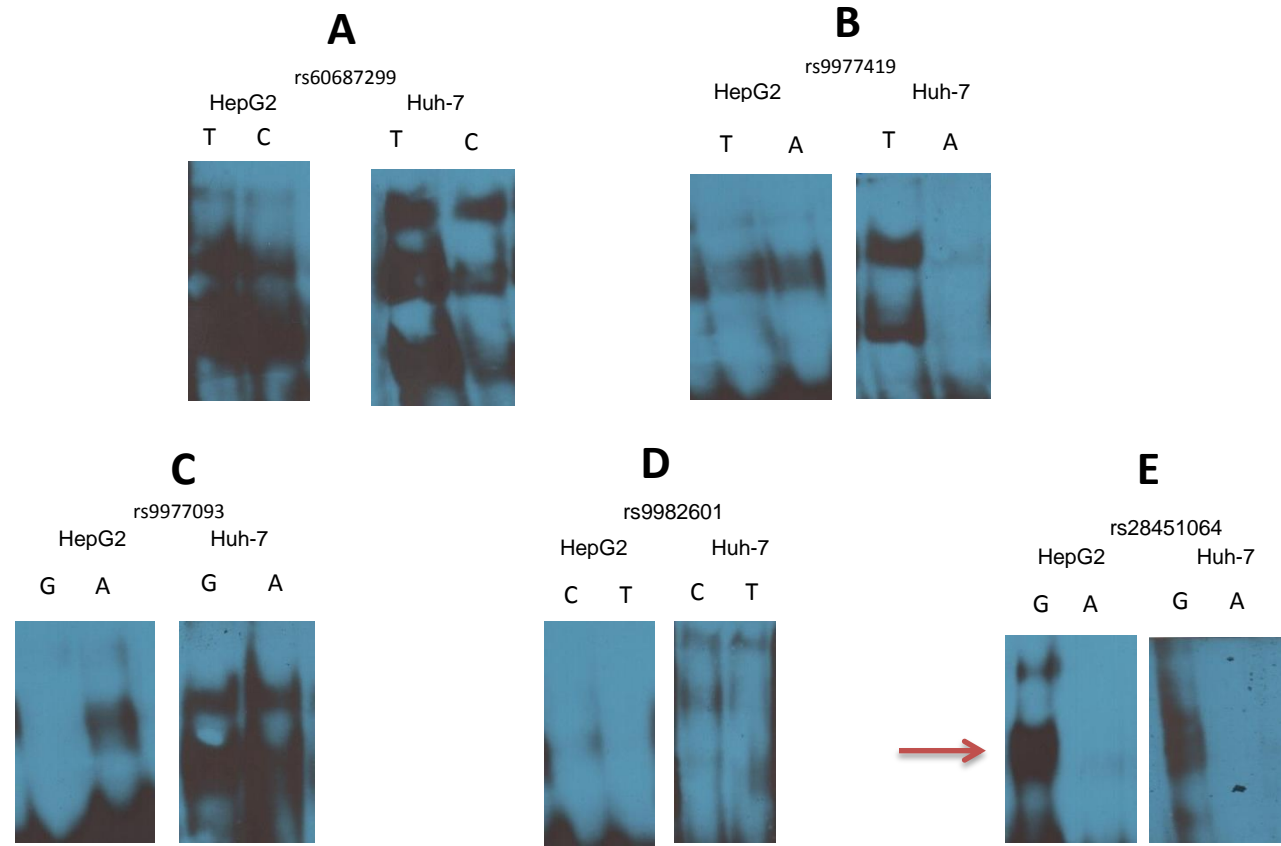 A
rs60687299
HepG2 Huh-7
T C T C
B
rs9977419
HepG2 Huh-7
T A T A
C
rs9977093
HepG2 Huh-7
G A G A
D
rs9982601
HepG2 Huh-7
C T C T
E
rs28451064
HepG2 Huh-7
G A G A